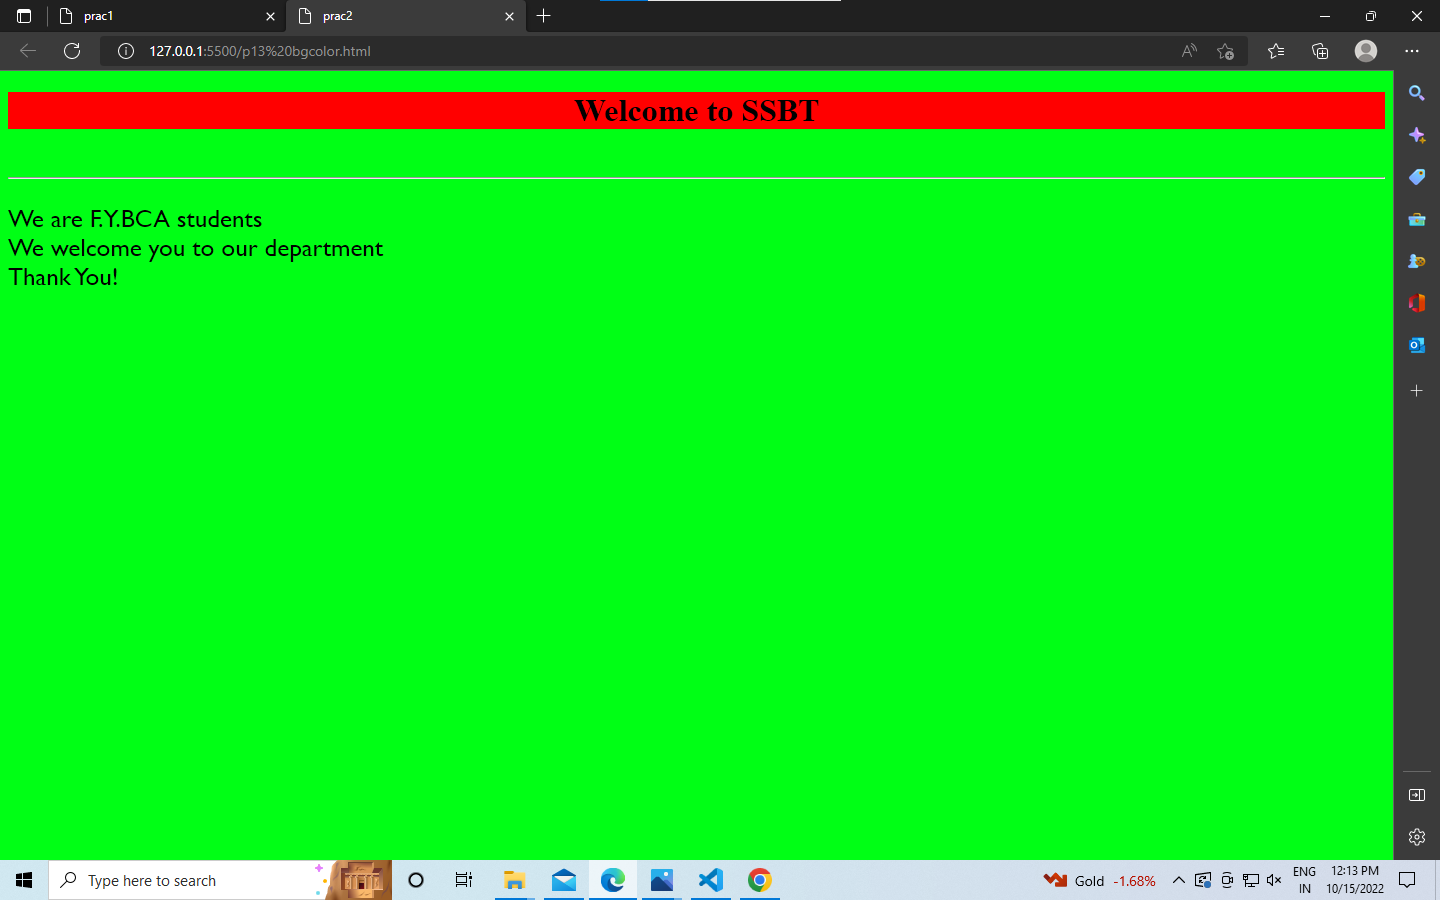 prac1
prac2
127.0.0.1:5500/p13%20bgcolor.html
Welcome to SSBT
We are F.Y.BCA students
We welcome you to our department
Thank You!
Type here to search
Gold -1.68%
ENG
IN
12:13 PM
10/15/2022